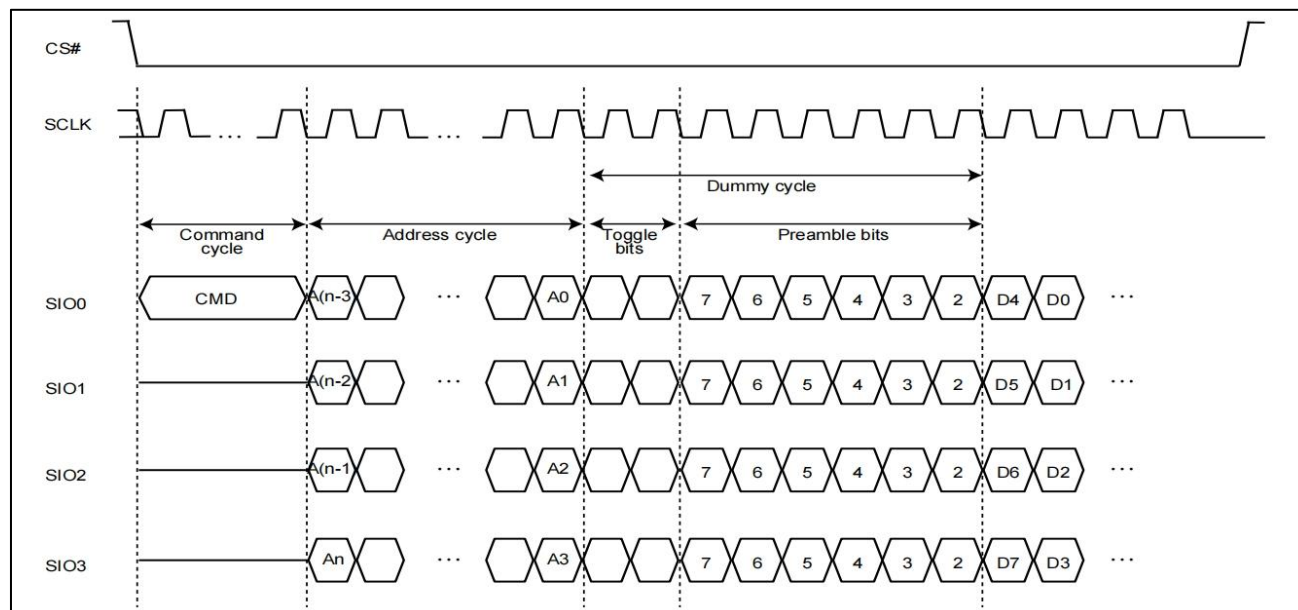 CS#
SCLK ... ...
Dummy cycle
Command cycle Address cycle Toggle bits Preamble bits
SIO0 CMD A(n-3 ... A0 7 6 5 4 3 2 D4 D0 ...
SIO1 A(n-2 ... A1 7 6 5 4 3 2 D5 D1 ...
SIO2 A(n-1 ... A2 7 6 5 4 3 2 D6 D2 ...
SIO3 An ... A3 7 6 5 4 3 2 D7 D3 ...